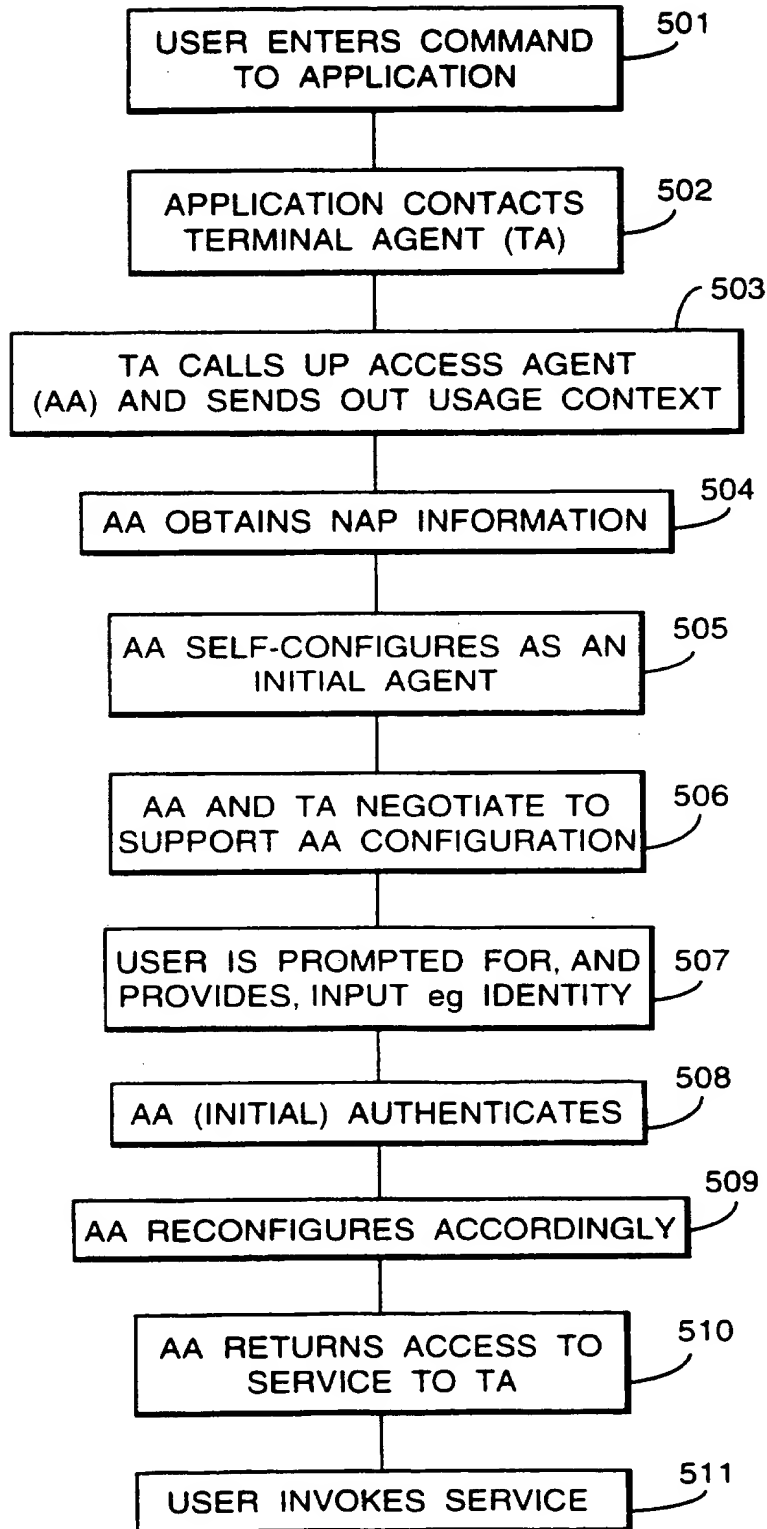 501
USER ENTERS COMMAND
TO APPLICATION
502
APPLICATION CONTACTS
TERMINAL AGENT (TA)
503
TA CALLS UP ACCESS AGENT
(AA) AND SENDS OUT USAGE CONTEXT
504
AA OBTAINS NAP INFORMATION
505
AA SELF-CONFIGURES AS AN
INITIAL AGENT
506
AA AND TA NEGOTIATE TO
SUPPORT AA CONFIGURATION
507
USER IS PROMPTED FOR, AND
PROVIDES, INPUT eg IDENTITY
508
AA (INITIAL) AUTHENTICATES
509
AA RECONFIGURES ACCORDINGLY
510
AA RETURNS ACCESS TO
SERVICE TO TA
511
USER INVOKES SERVICE